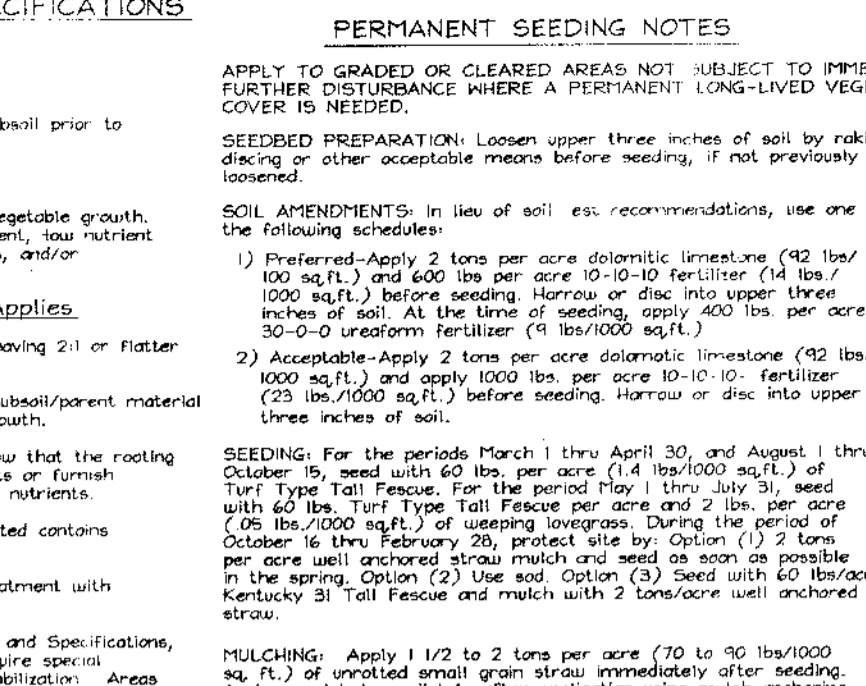 CIFICATIONS
bsoil prior to
egetable growth.
ent, low nutrient
, and/or
Applies
aving 2:1 or flatter
ubsoil/parent material
owth.
ow that the rooting
ts or furnish
nutrients.
ted contains
atment with
and Specifications,
uire special
bilization Areas
PERMANENT SEEDING NOTES
APPLY TO GRADED OR CLEARED AREAS NOT SUBJECT TO IMME
FURTHER DISTURBANCE WHERE A PERMANENT LONG-LIVED VEGE
COVER IS NEEDED.
SEEDBED PREPARATION: Loosen upper three inches of soil by raki
discing or other acceptable means before seeding, if not previously
loosened.
SOIL AMENDMENTS: In lieu of soil est recommendations, use one
the following schedules:
1) Preferred-Apply 2 tons per acre dolomitic limestone (92 lbs/
100 sq.ft.) and 600 lbs per acre 10-10-10 fertilizer (14 lbs./
1000 sq.ft.) before seeding. Harrow or disc into upper three
inches of soil. At the time of seeding, apply 400 lbs. per acre
30-0-0 ureaform fertilizer (9 lbs/1000 sq.ft.)
2) Acceptable-Apply 2 tons per acre dolomotic limestone (92 lbs.
1000 sq.ft.) and apply 1000 lbs. per acre 10-10-10- fertilizer
(23 lbs./1000 sq.ft.) before seeding. Harrow or disc into upper
three inches of soil.
SEEDING: For the periods March 1 thru April 30, and August 1 thru
October 15, seed with 60 lbs. per acre (1.4 lbs/1000 sq.ft.) of
Turf Type Tall Fescue. For the period May 1 thru July 31, seed
with 60 lbs. Turf Type Tall Fescue per acre and 2 lbs. per acre
(.05 lbs./1000 sq.ft.) of weeping lovegrass. During the period of
October 16 thru February 28, protect site by: Option (1) 2 tons
per acre well anchored straw mulch and seed as soon as possible
in the spring. Option (2) Use sod. Option (3) Seed with 60 lbs/acr
Kentucky 31 Tall Fescue and mulch with 2 tons/acre well anchored
straw.
MULCHING: Apply 1 1/2 to 2 tons per acre (70 to 90 lbs/1000
sq. ft.) of unrotted small grain straw immediately after seeding.